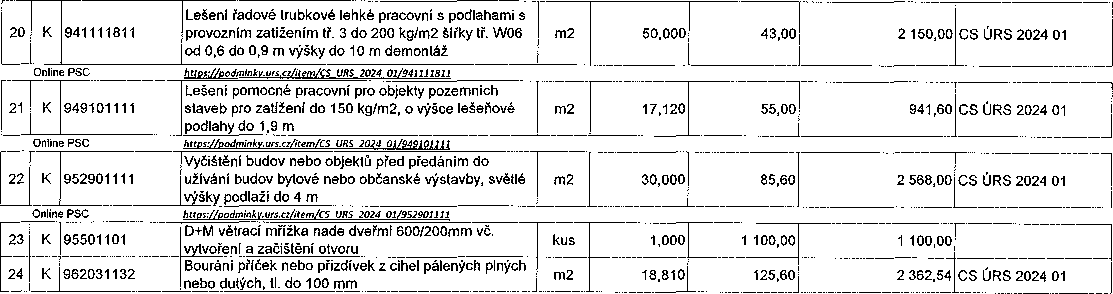 Lešení řadové trubkové lehké pracovní s podlahami s
20 K 941111811 provozním zatížením tř. 3 do 200 kg/m2 šířky tř. W06 m2 50,000 43,00 2 150,00 CS ÚRS 2024 01
od 0,6 do 0,9 m výšky do 10 m demontáž
Online PSC https://podminky.urs.cz/item/CS_URS_2024_01/941111811
Lešení pomocné pracovní pro objekty pozemních
21 K 949101111 staveb pro zatížení do 150 kg/m2, o výšce lešeňové m2 17,120 55,00 941,60 CS ÚRS 2024 01
podlahy do 1,9 m
Online PSC https://podminky.urs.cz/item/CS_URS_2024_01/949101111
Vyčištění budov nebo objektů před předáním do
22 K 952901111 užívání budov bytové nebo občanské výstavby, světlé m2 30,000 85,60 2 568,00 CS ÚRS 2024 01
výšky podlaží do 4 m
Online PSC https://podminky.urs.cz/item/CS_URS_2024_01/952901111
23 K 95501101 D+M větrací mřížka nade dveřmi 600/200mm vč. kus 1,000 1 100,00 1 100,00
vytvoření a začištění otvoru
24 K 962031132 Bourání příček nebo přizdívek z cihel pálených plných m2 18,810 125,60 2 362,54 CS ÚRS 2024 01
nebo dutých, tl. do 100 mm